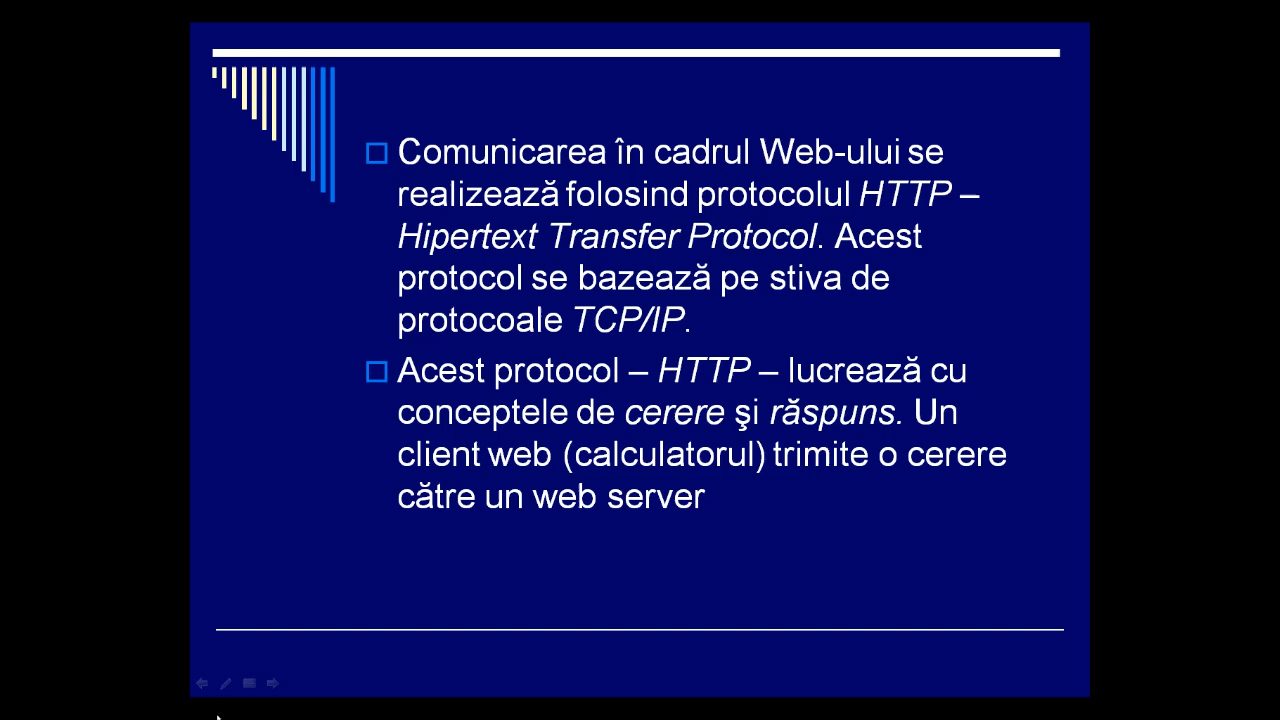 Comunicarea în cadrul Web-ului se
realizează folosind protocolul HTTP –
Hipertext Transfer Protocol. Acest
protocol se bazează pe stiva de
protocoale TCP/IP.
Acest protocol – HTTP – lucrează cu
conceptele de cerere şi răspuns. Un
client web (calculatorul) trimite o cerere
către un web server